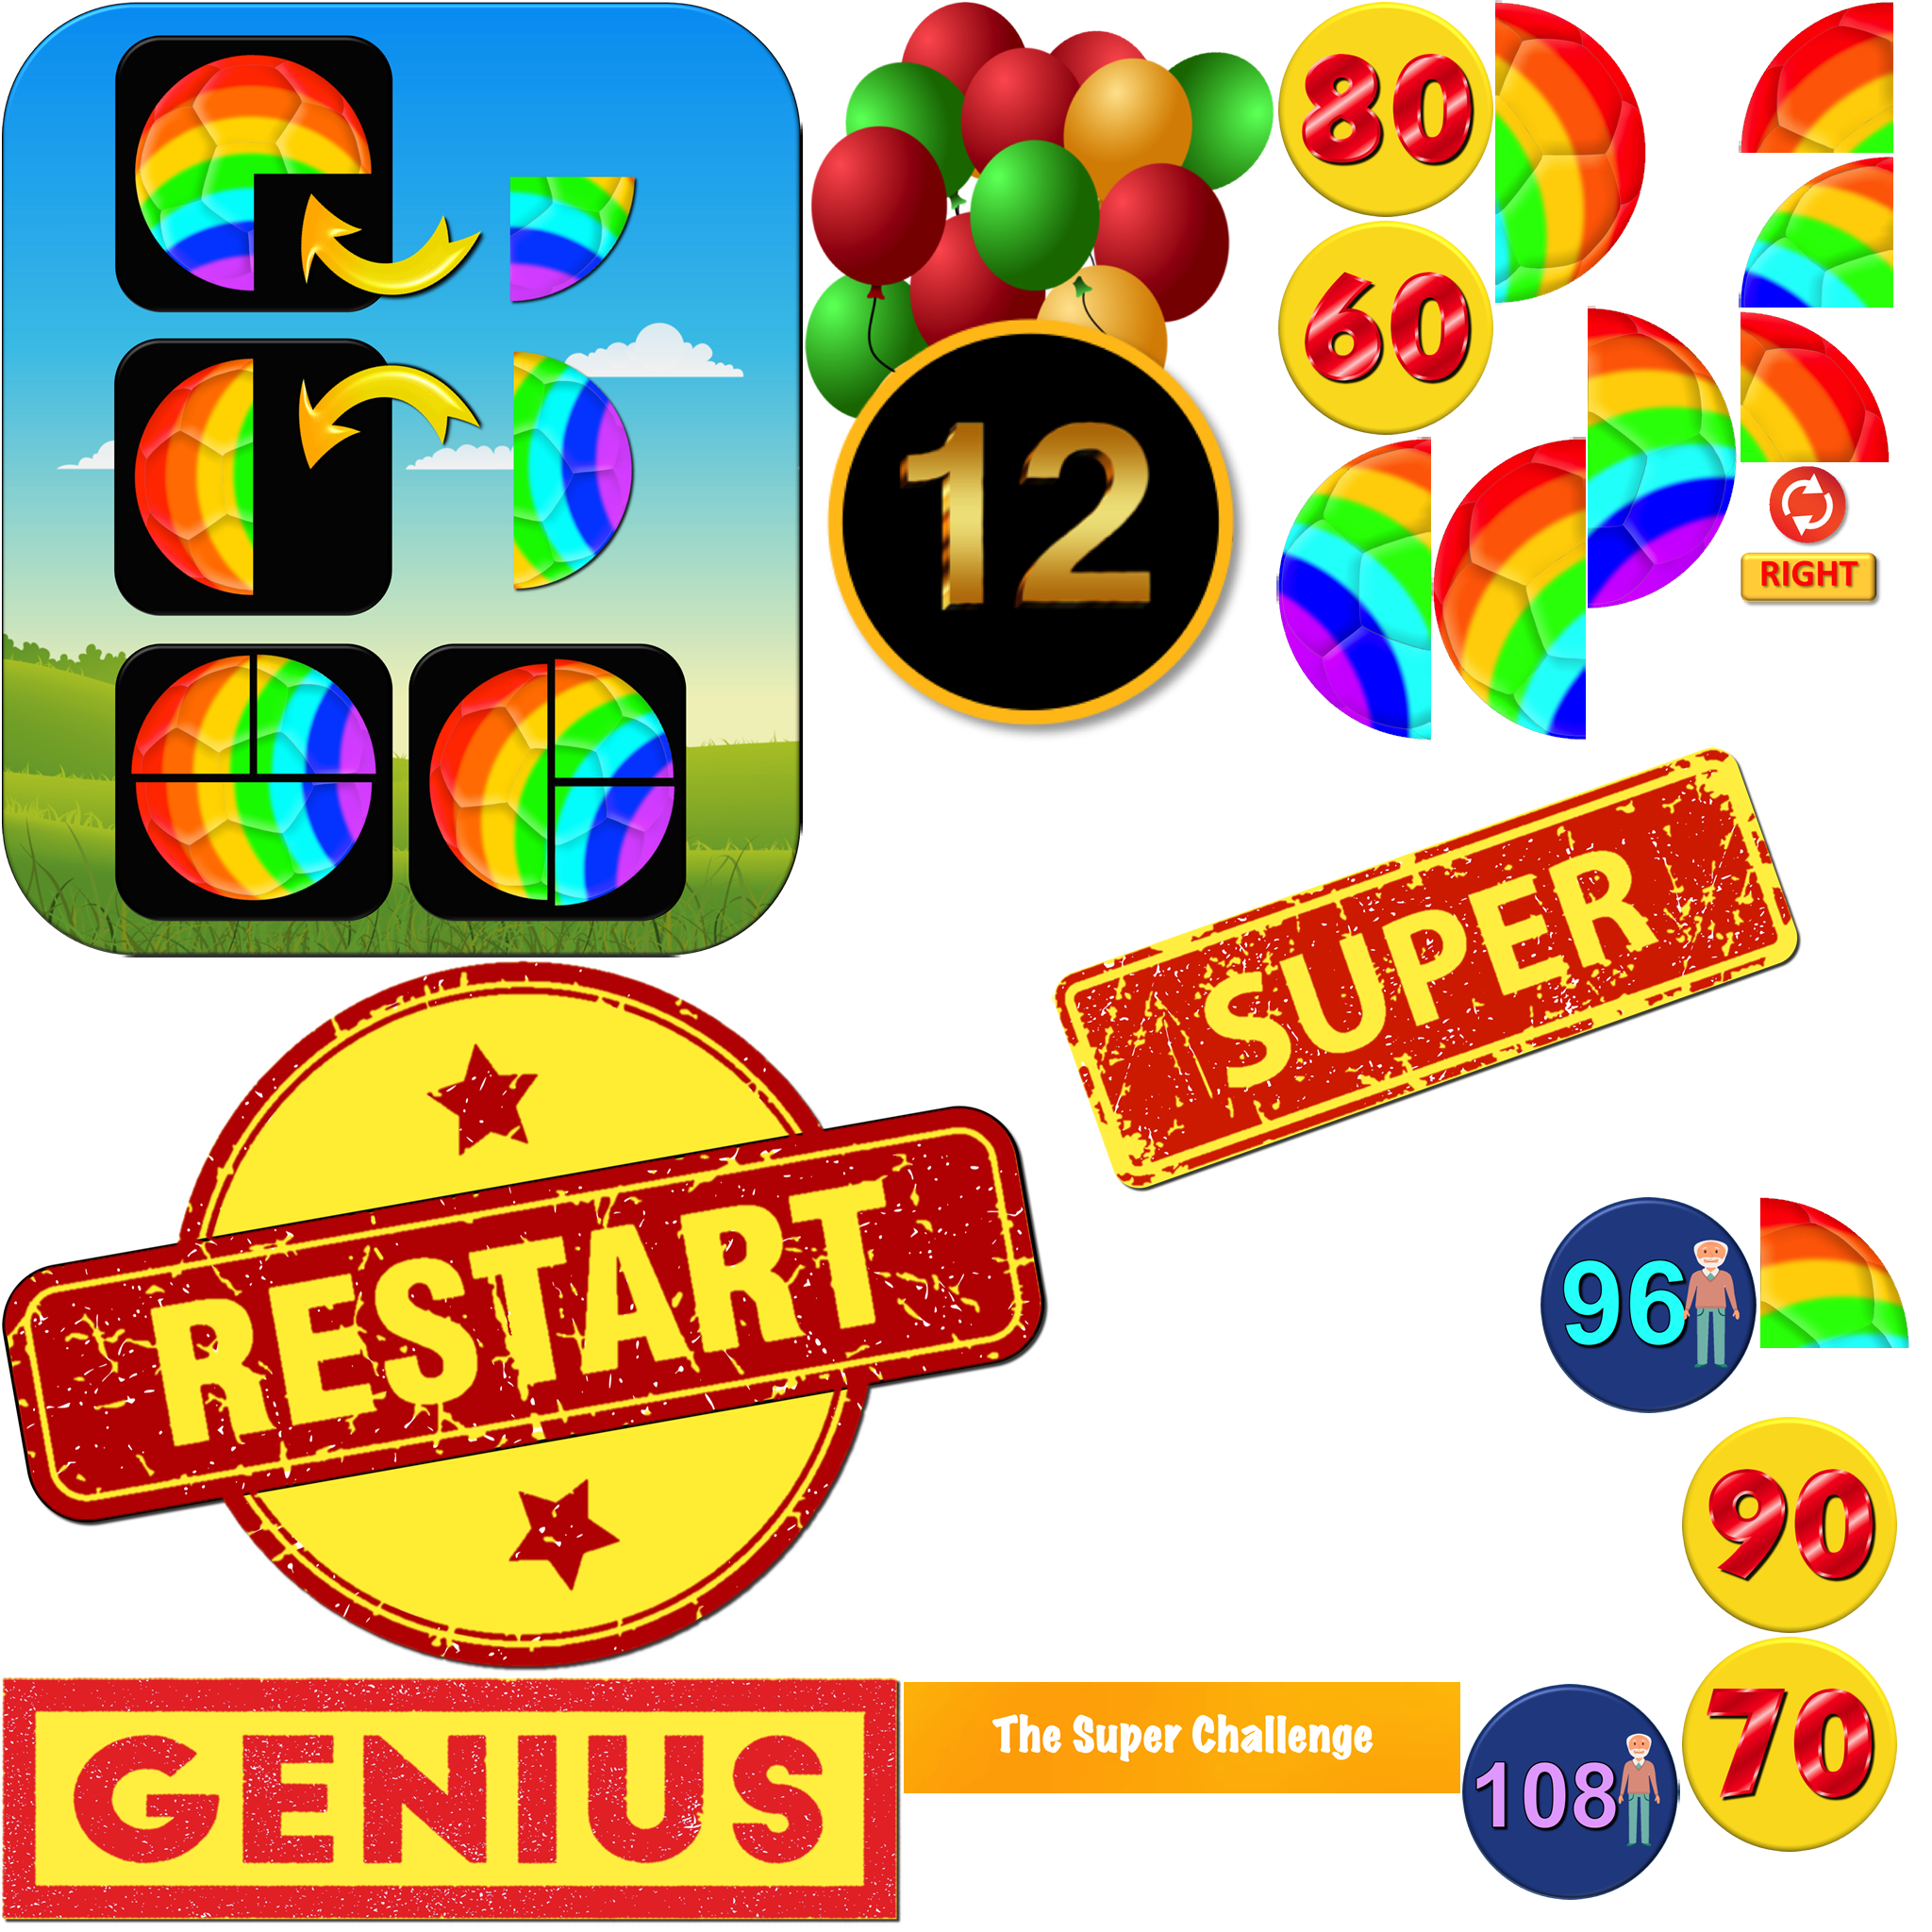 80
60
12
RIGHT
SUPER
RESTART
96
90
70
GENIUS
The Super Challenge
108